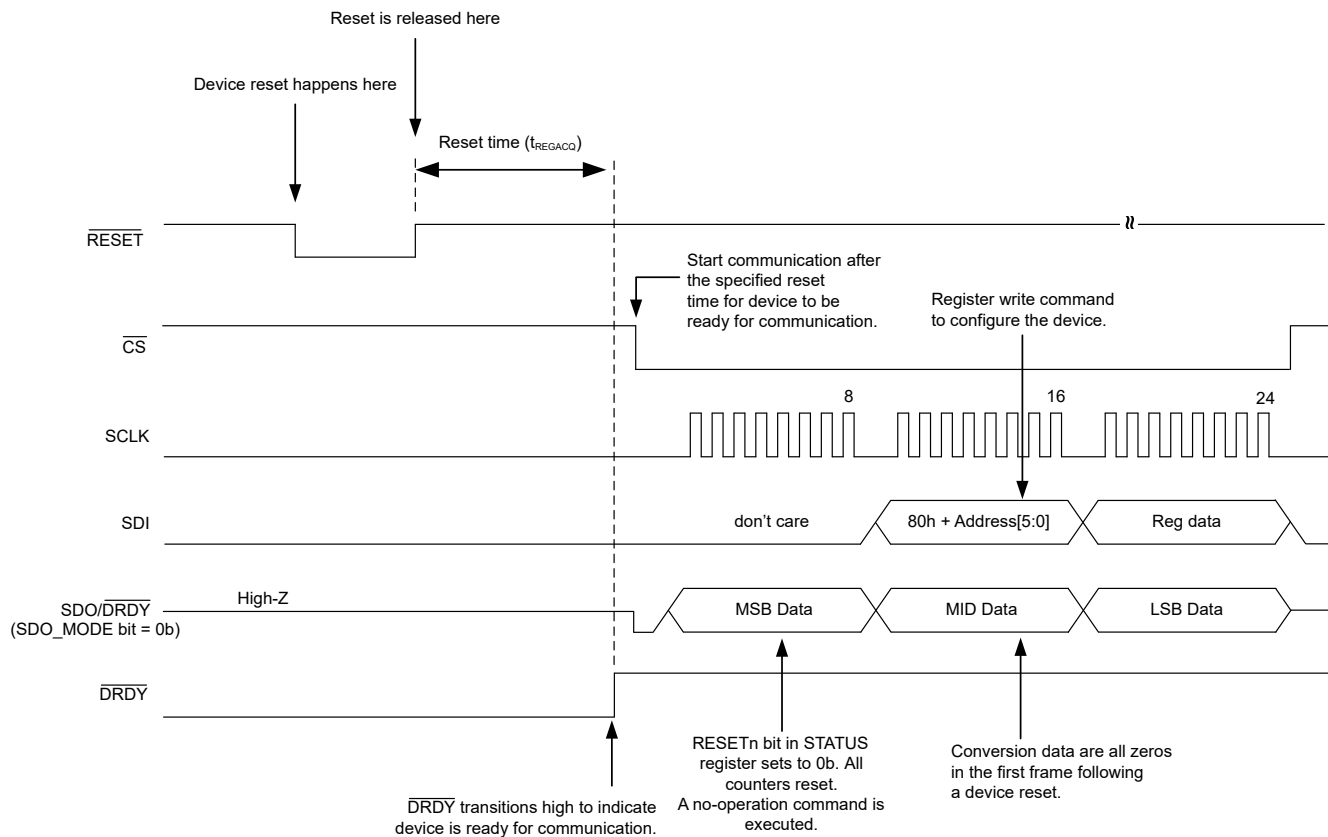 Reset is released here
Device reset happens here
Reset time (tREGACQ)
RESET
Start communication after
the specified reset
time for device to be
ready for communication.
Register write command
to configure the device.
CS
8
16
24
SCLK
SDI
don't care
80h + Address[5:0]
Reg data
High-Z
SDO/DRDY
(SDO_MODE bit = 0b)
MSB Data
MID Data
LSB Data
DRDY
RESETn bit in STATUS
register sets to 0b. All
counters reset.
A no-operation command is
executed.
Conversion data are all zeros
in the first frame following
a device reset.
DRDY transitions high to indicate
device is ready for communication.